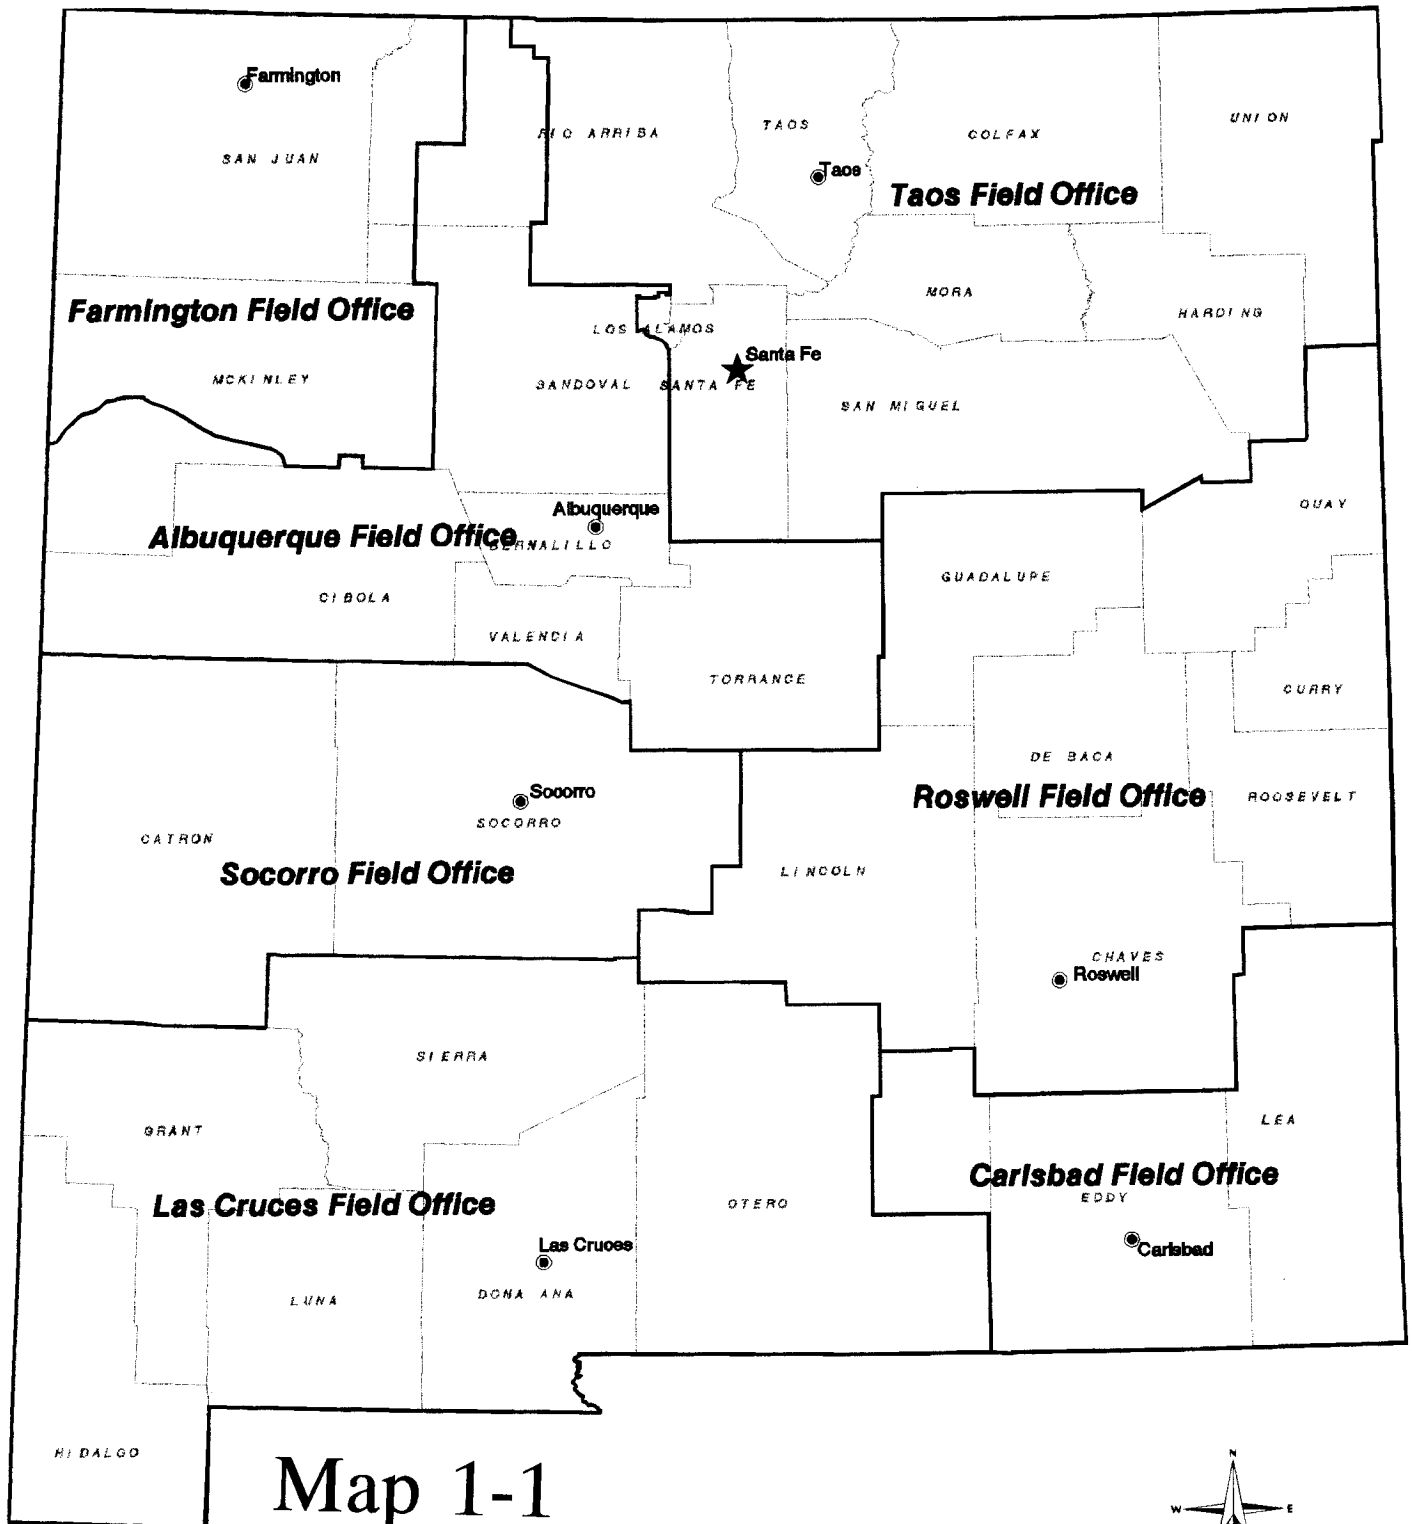 Farmington
RIO ARRIBA
TAOS
COLFAX
UNION
SAN JUAN
Taos
Taos Field Office
Farmington Field Office
MORA
HARDING
LOS ALAMOS
Santa Fe
MCKINLEY
SANDOVAL
SANTA FE
SAN MIGUEL
QUAY
Albuquerque
Albuquerque Field Office
BERNALILLO
GUADALUPE
CIBOLA
VALENCIA
TORRANCE
CURRY
DE BACA
Socorro
Roswell Field Office
ROOSEVELT
SOCORRO
CATRON
LINCOLN
Socorro Field Office
CHAVES
Roswell
SIERRA
GRANT
LEA
Carlsbad Field Office
EDDY
Las Cruces Field Office
OTERO
Las Cruces
Carlsbad
LUNA
DONA ANA
HIDALGO
Map 1-1
N
W
E